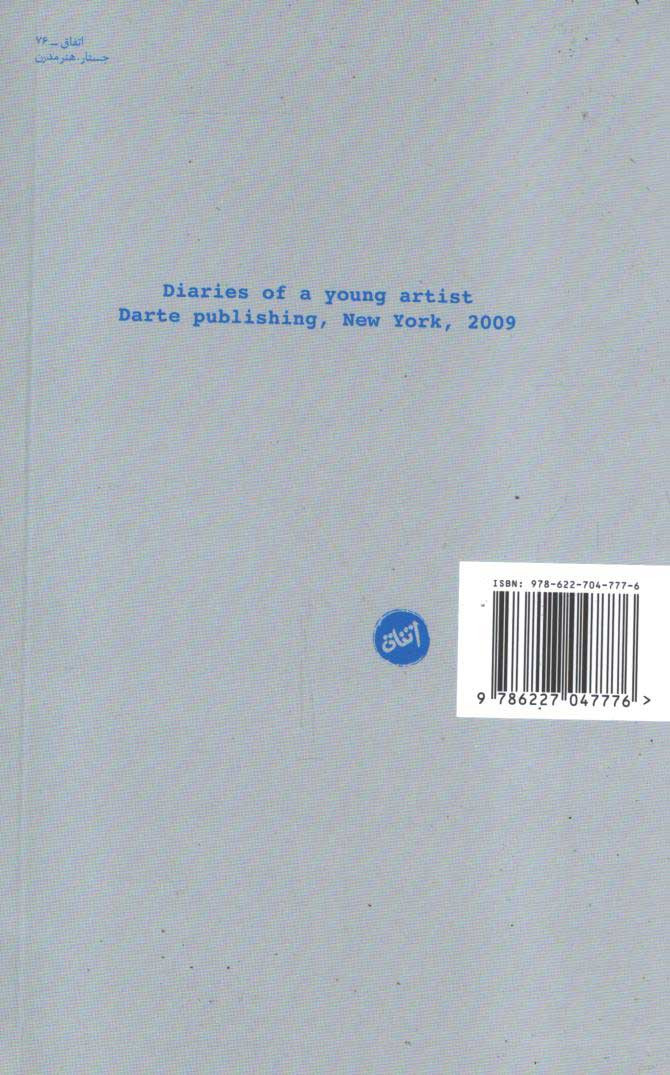 اتفاق – ۷۶
جستار، هنر مدرن
Diaries of a young artist
Darte publishing, New York, 2009
ISBN: 978-622-704-777-6
اتفاق
9 786227 047776 >